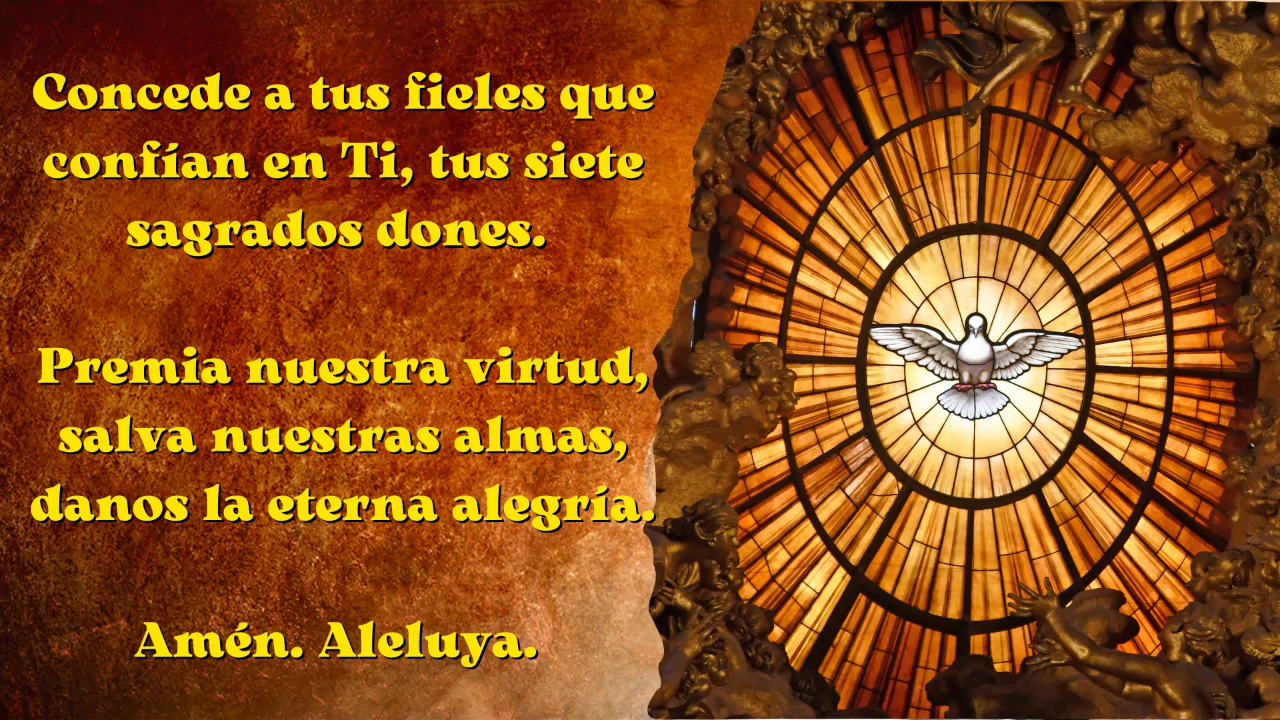 Concede a tus fieles que
confían en Ti, tus siete
sagrados dones.
Premia nuestra virtud,
salva nuestras almas,
danos la eterna alegría.
Amén. Aleluya.